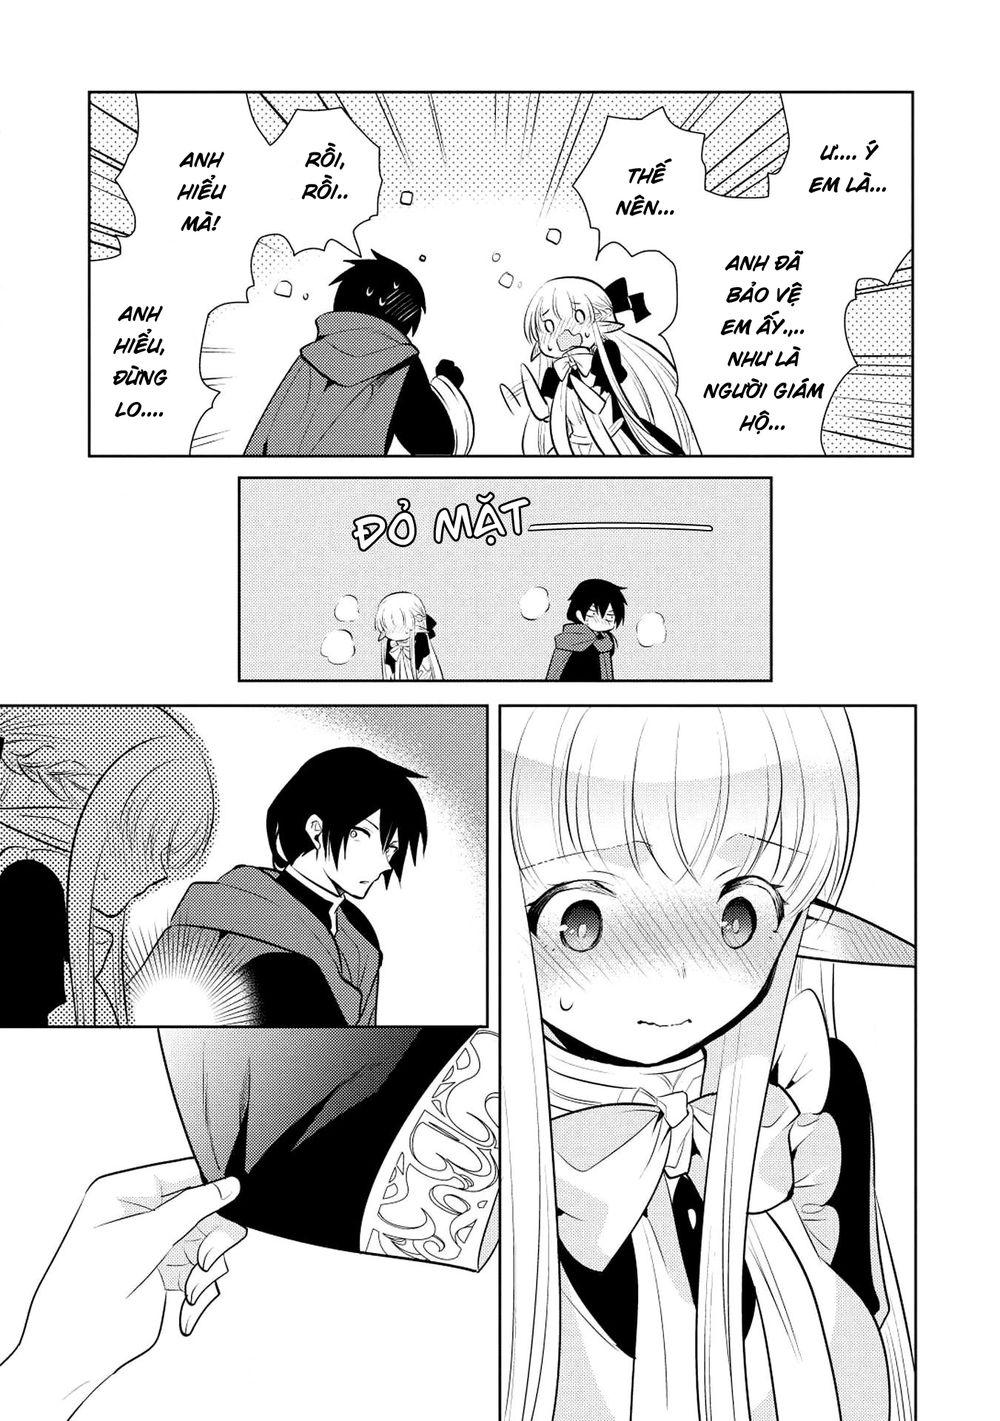 Ư.... Ý
EM LÀ...
ANH ĐÃ
BẢO VỆ
EM ẤY...
NHƯ LÀ
NGƯỜI GIÁM
HỘ...
THẾ
NÊN...
RỒI,
RỒI..
ANH
HIỂU
MÀ!
ANH
HIỂU,
ĐỪNG
LO....
ĐỎ MẶT